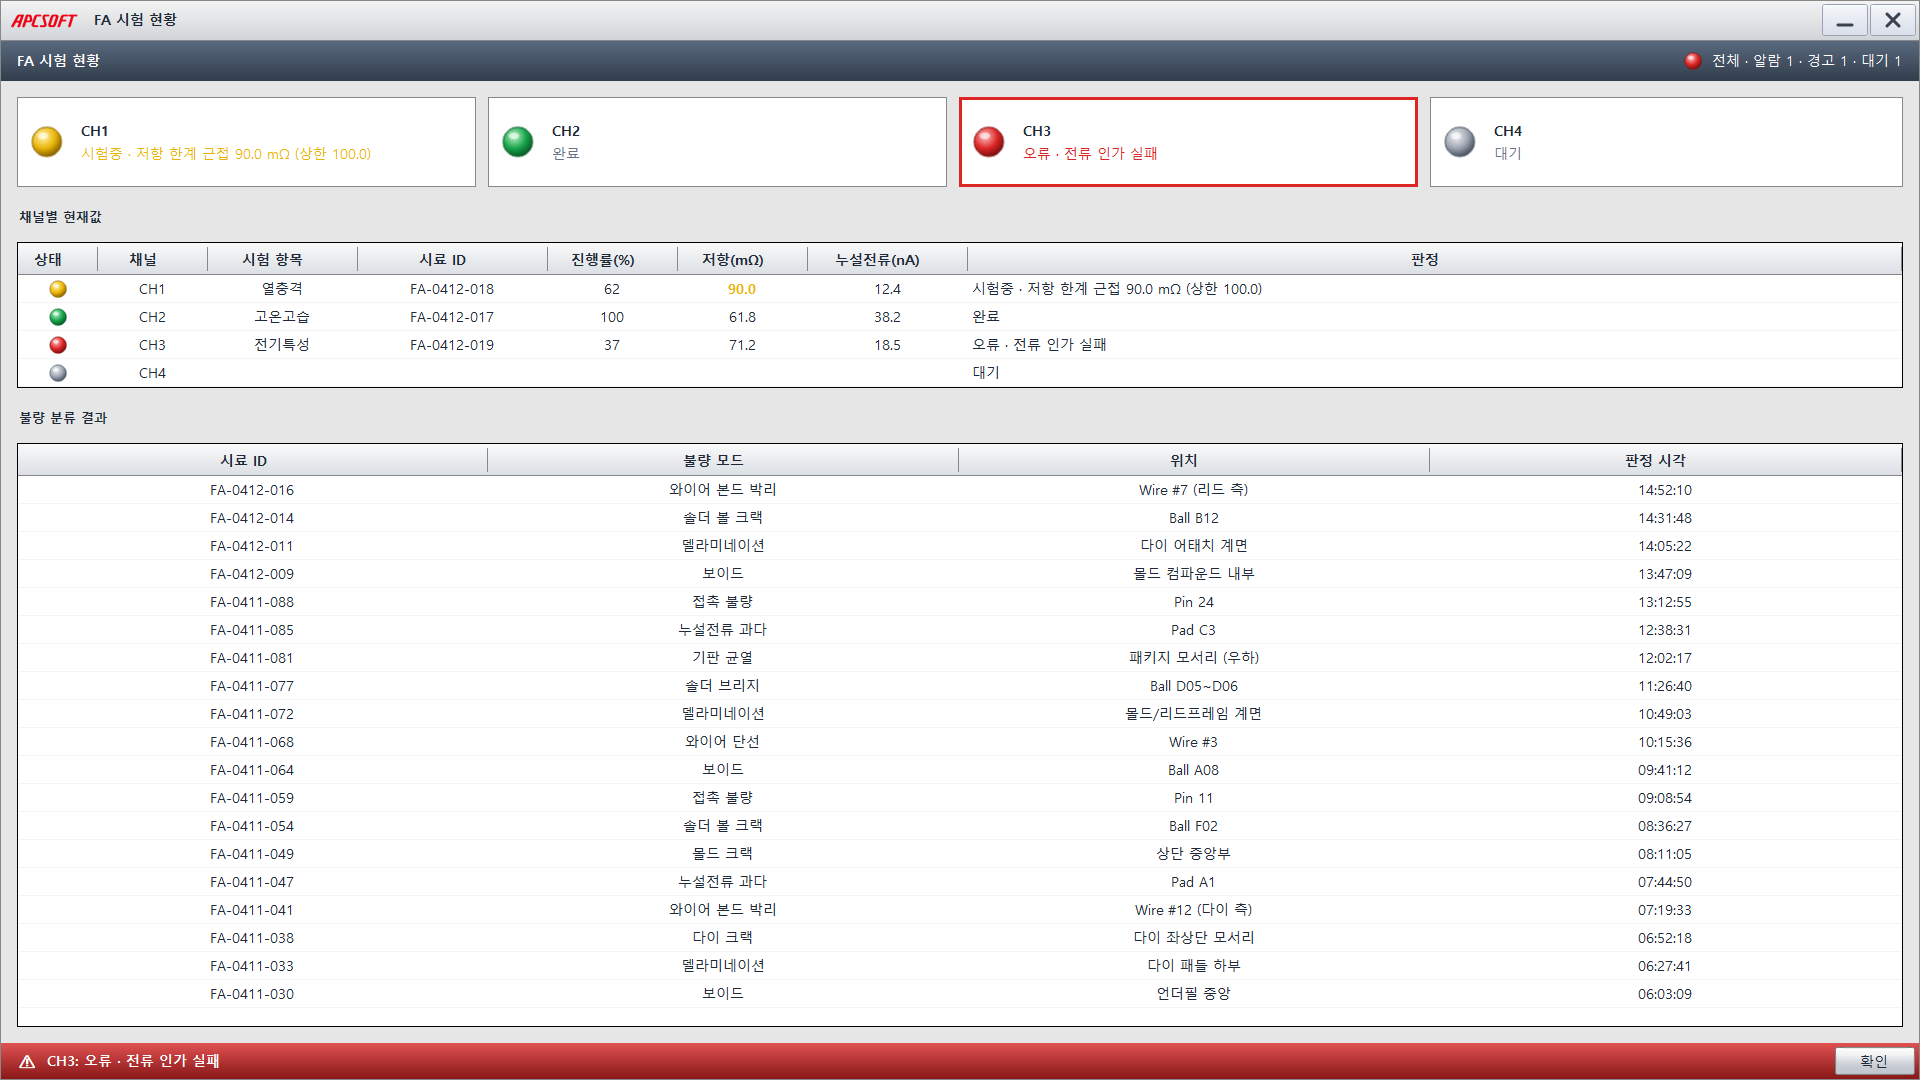 APCSOFT FA 시험 현황
FA 시험 현황
전체 · 알람 1 · 경고 1 · 대기 1
CH1
시험중 · 저항 한계 근접 90.0 mΩ (상한 100.0)
CH2
완료
CH3
오류 · 전류 인가 실패
CH4
대기
채널별 현재값
상태 채널 시험 항목 시료 ID 진행률(%) 저항(mΩ) 누설전류(nA) 판정
CH1 열충격 FA-0412-018 62 90.0 12.4 시험중 · 저항 한계 근접 90.0 mΩ (상한 100.0)
CH2 고온고습 FA-0412-017 100 61.8 38.2 완료
CH3 전기특성 FA-0412-019 37 71.2 18.5 오류 · 전류 인가 실패
CH4 대기
불량 분류 결과
시료 ID 불량 모드 위치 판정 시각
FA-0412-016 와이어 본드 박리 Wire #7 (리드 측) 14:52:10
FA-0412-014 솔더 볼 크랙 Ball B12 14:31:48
FA-0412-011 델라미네이션 다이 어태치 계면 14:05:22
FA-0412-009 보이드 몰드 컴파운드 내부 13:47:09
FA-0411-088 접촉 불량 Pin 24 13:12:55
FA-0411-085 누설전류 과다 Pad C3 12:38:31
FA-0411-081 기판 균열 패키지 모서리 (우하) 12:02:17
FA-0411-077 솔더 브리지 Ball D05~D06 11:26:40
FA-0411-072 델라미네이션 몰드/리드프레임 계면 10:49:03
FA-0411-068 와이어 단선 Wire #3 10:15:36
FA-0411-064 보이드 Ball A08 09:41:12
FA-0411-059 접촉 불량 Pin 11 09:08:54
FA-0411-054 솔더 볼 크랙 Ball F02 08:36:27
FA-0411-049 몰드 크랙 상단 중앙부 08:11:05
FA-0411-047 누설전류 과다 Pad A1 07:44:50
FA-0411-041 와이어 본드 박리 Wire #12 (다이 측) 07:19:33
FA-0411-038 다이 크랙 다이 좌상단 모서리 06:52:18
FA-0411-033 델라미네이션 다이 패들 하부 06:27:41
FA-0411-030 보이드 언더필 중앙 06:03:09
CH3: 오류 · 전류 인가 실패
확인